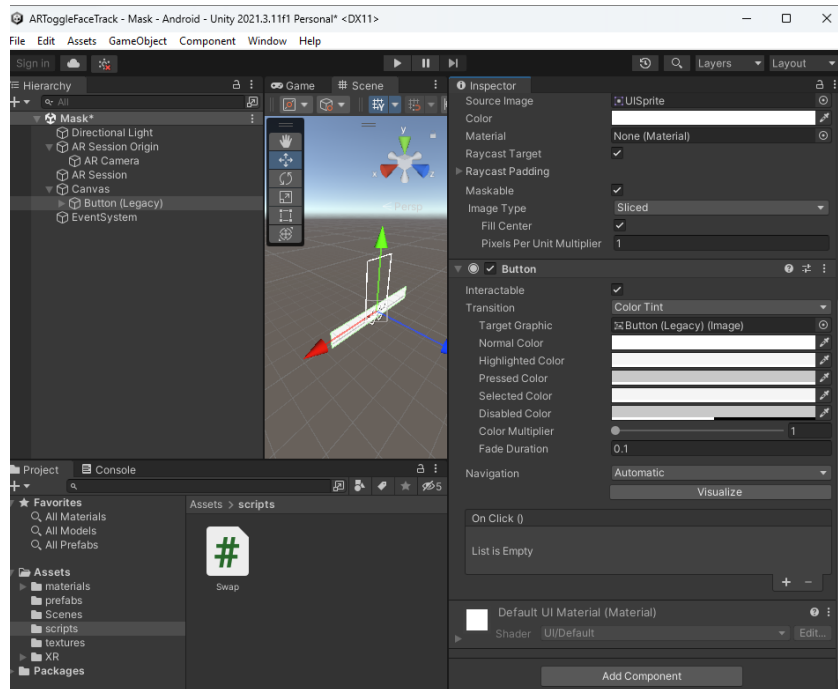 ARToggleFaceTrack - Mask - Android - Unity 2021.3.11f1 Personal* <DX11>
File Edit Assets GameObject Component Window Help
Sign in
Layers
Layout
Hierarchy
All
Mask*
Directional Light
AR Session Origin
AR Camera
AR Session
Canvas
Button (Legacy)
EventSystem
Game
Scene
y
z
Persp
Inspector
Source Image UISprite
Color
Material None (Material)
Raycast Target
Raycast Padding
Maskable
Image Type Sliced
Fill Center
Pixels Per Unit Multiplier 1
Button
Interactable
Transition Color Tint
Target Graphic Button (Legacy) (Image)
Normal Color
Highlighted Color
Pressed Color
Selected Color
Disabled Color
Color Multiplier 1
Fade Duration 0.1
Navigation Automatic
Visualize
On Click ()
List is Empty
+ −
Default UI Material (Material)
Shader UI/Default Edit...
Add Component
Project
Console
5
Favorites
All Materials
All Models
All Prefabs
Assets
materials
prefabs
Scenes
scripts
textures
XR
Packages
Assets > scripts
#
Swap